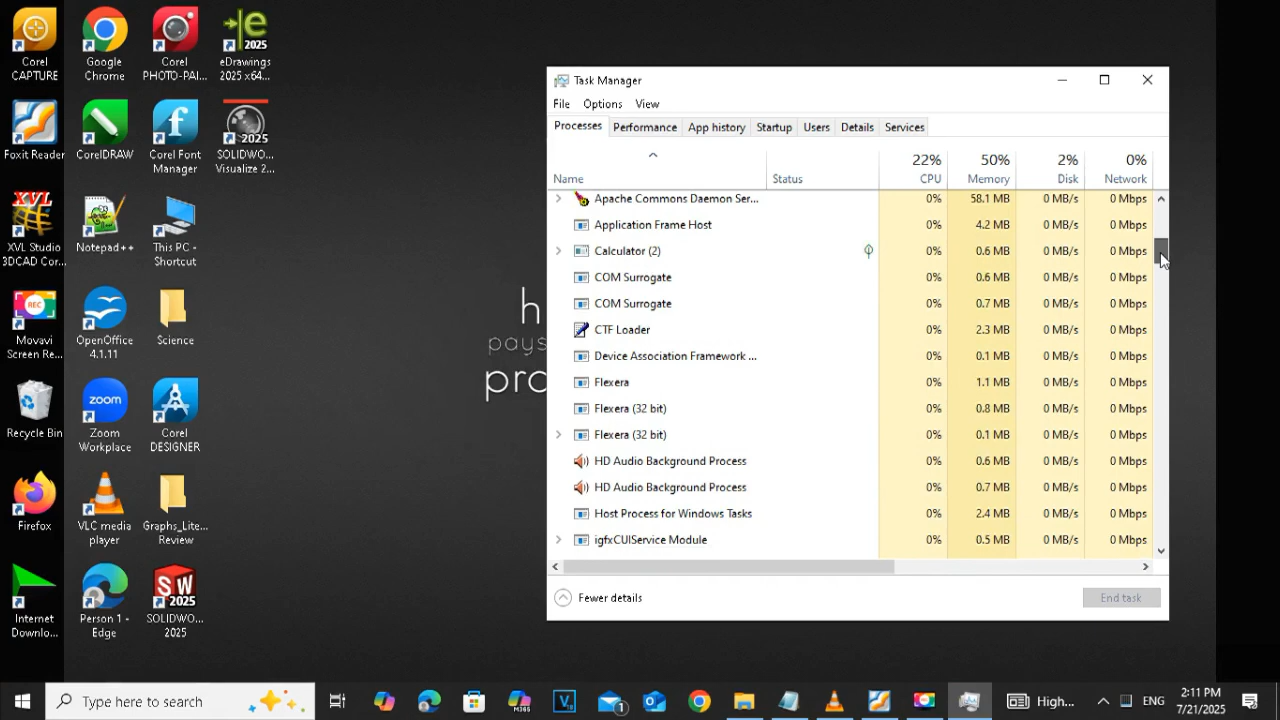 Corel
CAPTURE
Google
Chrome
Corel
PHOTO-PAI...
eDrawings
2025 x64...
2025
Foxit Reader
CorelDRAW
Corel Font
Manager
SOLIDWO...
Visualize 2...
2025
XVL
XVL Studio
3DCAD Cor...
Notepad++
This PC -
Shortcut
REC
Movavi
Screen Re...
OpenOffice
4.1.11
Science
zoom
Recycle Bin
Zoom
Workplace
Corel
DESIGNER
Firefox
VLC media
player
Graphs_Lite...
Review
SW
2025
Internet
Downlo...
Person 1 -
Edge
SOLIDWO...
2025
h
pays
pro
Task Manager
File Options View
Processes Performance App history Startup Users Details Services
22% 50% 2% 0%
Name Status CPU Memory Disk Network
Apache Commons Daemon Ser... 0% 58.1 MB 0 MB/s 0 Mbps
Application Frame Host 0% 4.2 MB 0 MB/s 0 Mbps
Calculator (2) 0% 0.6 MB 0 MB/s 0 Mbps
COM Surrogate 0% 0.6 MB 0 MB/s 0 Mbps
COM Surrogate 0% 0.7 MB 0 MB/s 0 Mbps
CTF Loader 0% 2.3 MB 0 MB/s 0 Mbps
Device Association Framework ... 0% 0.1 MB 0 MB/s 0 Mbps
Flexera 0% 1.1 MB 0 MB/s 0 Mbps
Flexera (32 bit) 0% 0.8 MB 0 MB/s 0 Mbps
Flexera (32 bit) 0% 0.1 MB 0 MB/s 0 Mbps
HD Audio Background Process 0% 0.6 MB 0 MB/s 0 Mbps
HD Audio Background Process 0% 0.7 MB 0 MB/s 0 Mbps
Host Process for Windows Tasks 0% 2.4 MB 0 MB/s 0 Mbps
igfxCUIService Module 0% 0.5 MB 0 MB/s 0 Mbps
Fewer details End task
Type here to search
M365
1
High...
ENG
2:11 PM
7/21/2025